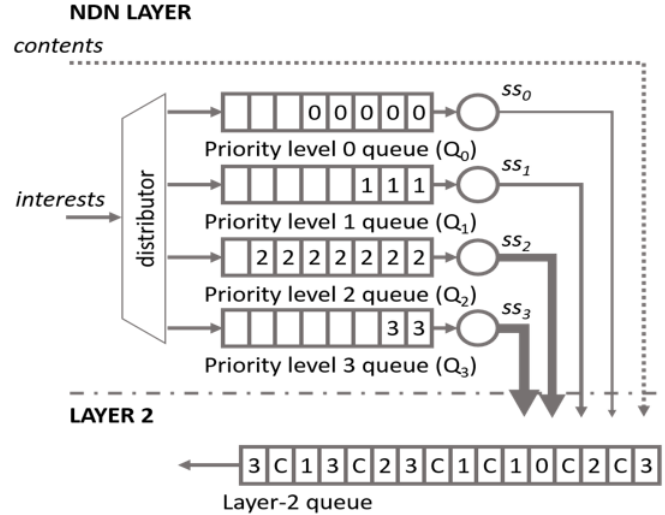 NDN LAYER
contents
0 0 0 0 0
ss0
Priority level 0 queue (Q0)
1 1 1
ss1
interests
distributor
Priority level 1 queue (Q1)
2 2 2 2 2 2 2
ss2
Priority level 2 queue (Q2)
3 3
ss3
Priority level 3 queue (Q3)
LAYER 2
3 C 1 3 C 2 3 C 1 C 1 0 C 2 C 3
Layer-2 queue